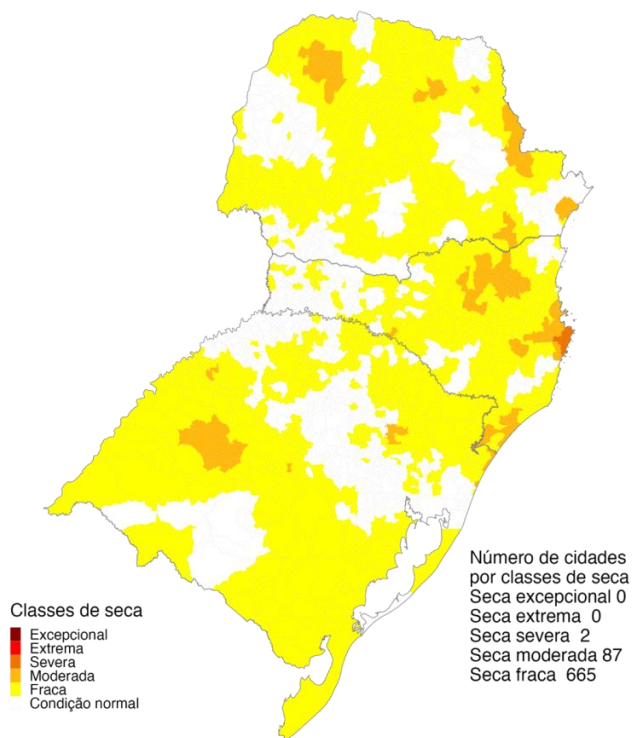 Número de cidades
por classes de seca
Seca excepcional 0
Seca extrema 0
Seca severa 2
Seca moderada 87
Seca fraca 665
Classes de seca
Excepcional
Extrema
Severa
Moderada
Fraca
Condição normal